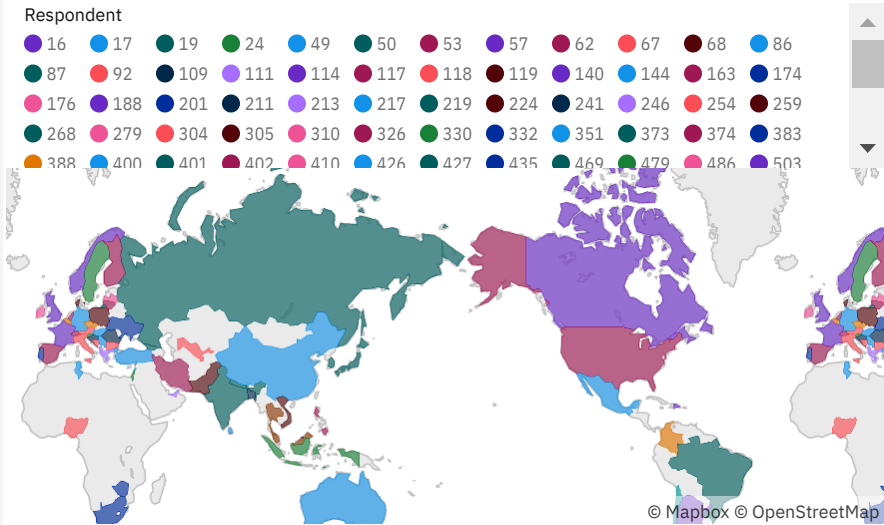 Respondent
16 17 19 24 49 50 53 57 62 67 68 86
87 92 109 111 114 117 118 119 140 144 163 174
176 188 201 211 213 217 219 224 241 246 254 259
268 279 304 305 310 326 330 332 351 373 374 383
388 400 401 402 410 426 427 435 469 479 486 503
© Mapbox © OpenStreetMap